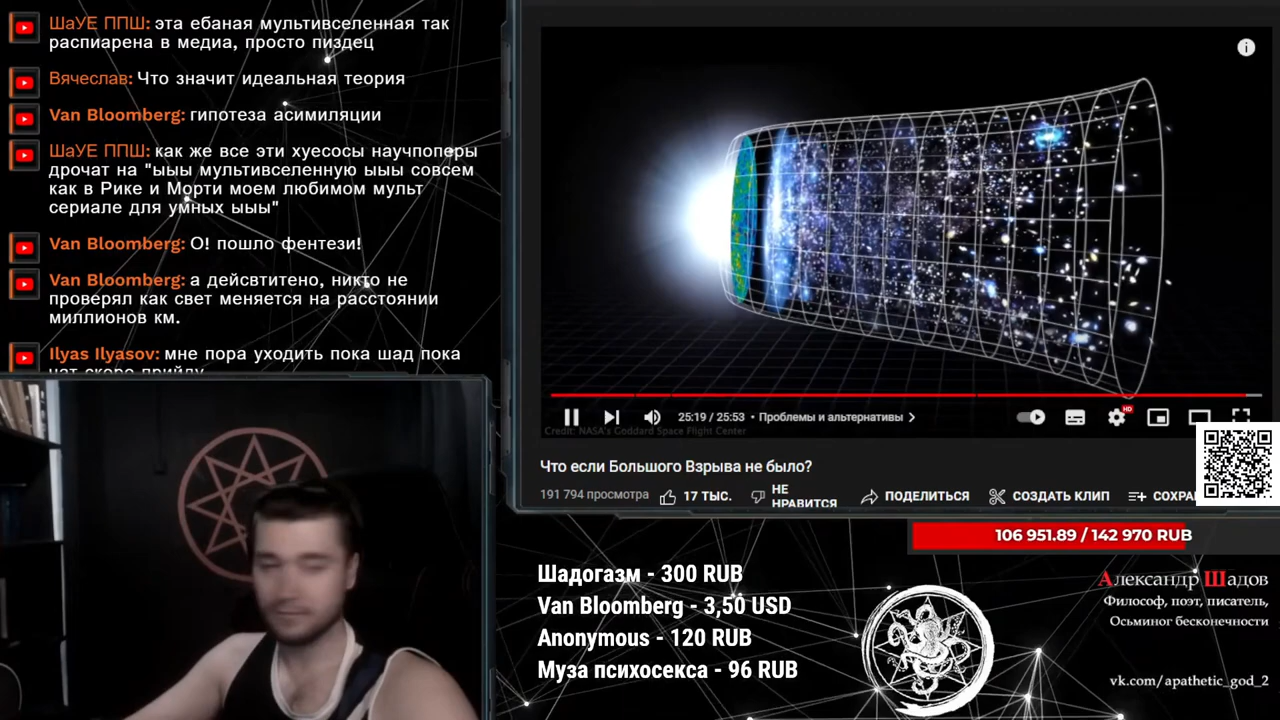 ШаУЕ ППШ: эта ебаная мультивселенная так
распиарена в медиа, просто пиздец
Вячеслав: Что значит идеальная теория
Van Bloomberg: гипотеза асимиляции
ШаУЕ ППШ: как же все эти хуесосы научпоперы
дрочат на "ыыы мультивселенную ыыы совсем
как в Рике и Морти моем любимом мульт
сериале для умных ыыы"
Van Bloomberg: О! пошло фентези!
Van Bloomberg: а дейсвтитено, никто не
проверял как свет меняется на расстоянии
миллионов км.
Ilyas Ilyasov: мне пора уходить пока шад пока
чат скоро прийду
25:19 / 25:53 • Проблемы и альтернативы
HD
Credit: NASA's Goddard Space Flight Center
Что если Большого Взрыва не было?
191 794 просмотра
17 ТЫС.
НЕ
НРАВИТСЯ
ПОДЕЛИТЬСЯ
СОЗДАТЬ КЛИП
106 951.89 / 142 970 RUB
Шадогазм - 300 RUB
Van Bloomberg - 3,50 USD
Anonymous - 120 RUB
Муза психосекса - 96 RUB
Александр Шадов
Философ, поэт, писатель,
Осьминог бесконечности
vk.com/apathetic_god_2